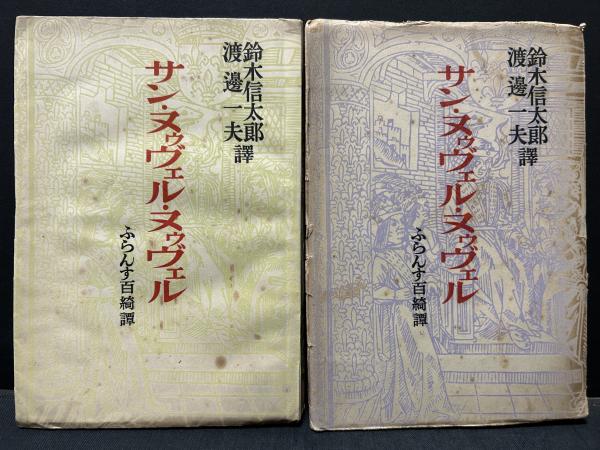 鈴木信太郎
渡邊一夫譯
サン・ヌゥヴェル・ヌゥヴェル
ふらんす百綺譚
鈴木信太郎
渡邊一夫譯
サン・ヌゥヴェル・ヌゥヴェル
ふらんす百綺譚